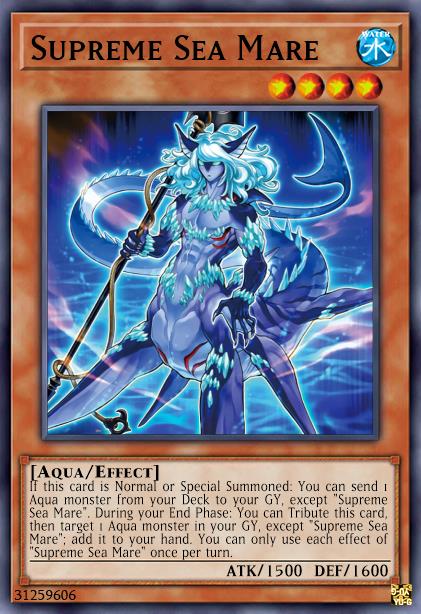 Supreme Sea Mare
WATER
水
[Aqua/Effect]
If this card is Normal or Special Summoned: You can send 1
Aqua monster from your Deck to your GY, except "Supreme
Sea Mare". During your End Phase: You can Tribute this card,
then target 1 Aqua monster in your GY, except "Supreme Sea
Mare"; add it to your hand. You can only use each effect of
"Supreme Sea Mare" once per turn.
ATK/1500 DEF/1600
31259606